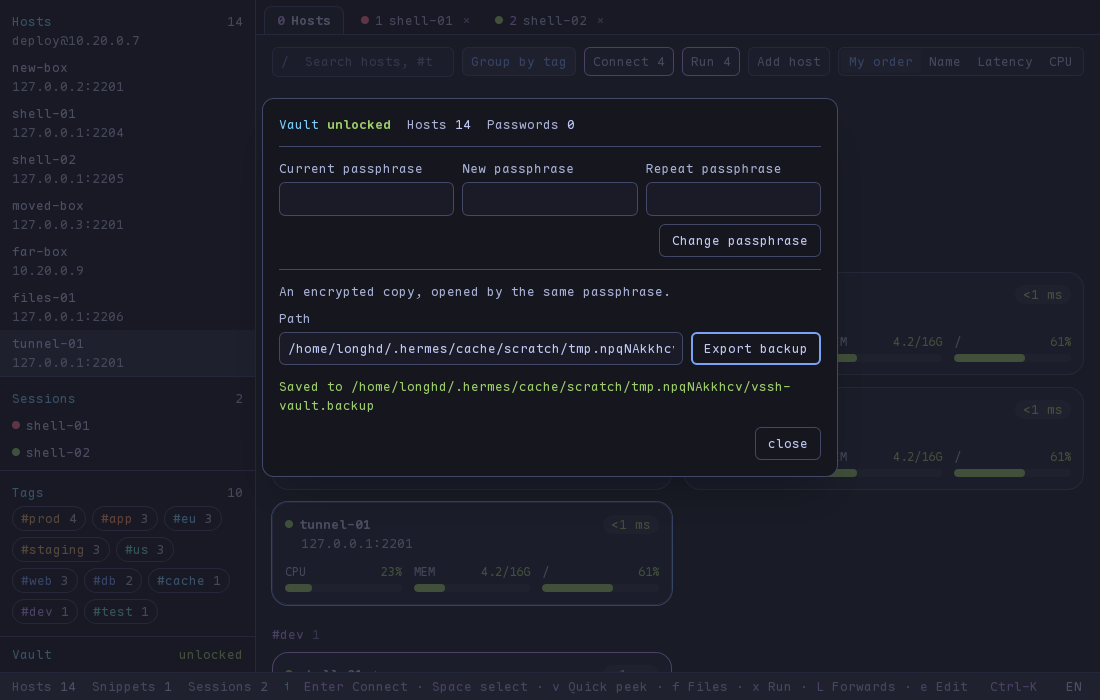 Hosts 14
deploy@10.20.0.7
new-box
127.0.0.2:2201
shell-01
127.0.0.1:2204
shell-02
127.0.0.1:2205
moved-box
127.0.0.3:2201
far-box
10.20.0.9
files-01
127.0.0.1:2206
tunnel-01
127.0.0.1:2201
Sessions 2
shell-01
shell-02
Tags 10
#prod 4 #app 3 #eu 3
#staging 3 #us 3
#web 3 #db 2 #cache 1
#dev 1 #test 1
Vault unlocked
0 Hosts 1 shell-01 × 2 shell-02 ×
/ Search hosts, #t Group by tag Connect 4 Run 4 Add host My order Name Latency CPU
Vault unlocked Hosts 14 Passwords 0
Current passphrase New passphrase Repeat passphrase
Change passphrase
An encrypted copy, opened by the same passphrase.
Path
/home/longhd/.hermes/cache/scratch/tmp.npqNAkkhc Export backup
Saved to /home/longhd/.hermes/cache/scratch/tmp.npqNAkkhcv/vssh-
vault.backup
close
<1 ms
M 4.2/16G / 61%
<1 ms
M 4.2/16G / 61%
tunnel-01 <1 ms
127.0.0.1:2201
CPU 23% MEM 4.2/16G / 61%
#dev 1
Hosts 14 Snippets 1 Sessions 2 ↑ Enter Connect · Space select · v Quick peek · f Files · x Run · L Forwards · e Edit Ctrl-K EN